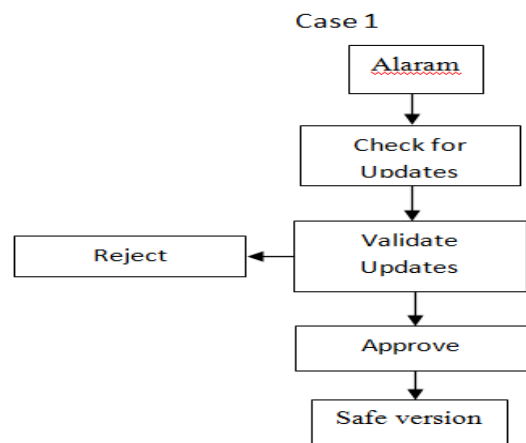 Case 1
Alaram
Check for
Updates
Validate
Updates
Reject
Approve
Safe version